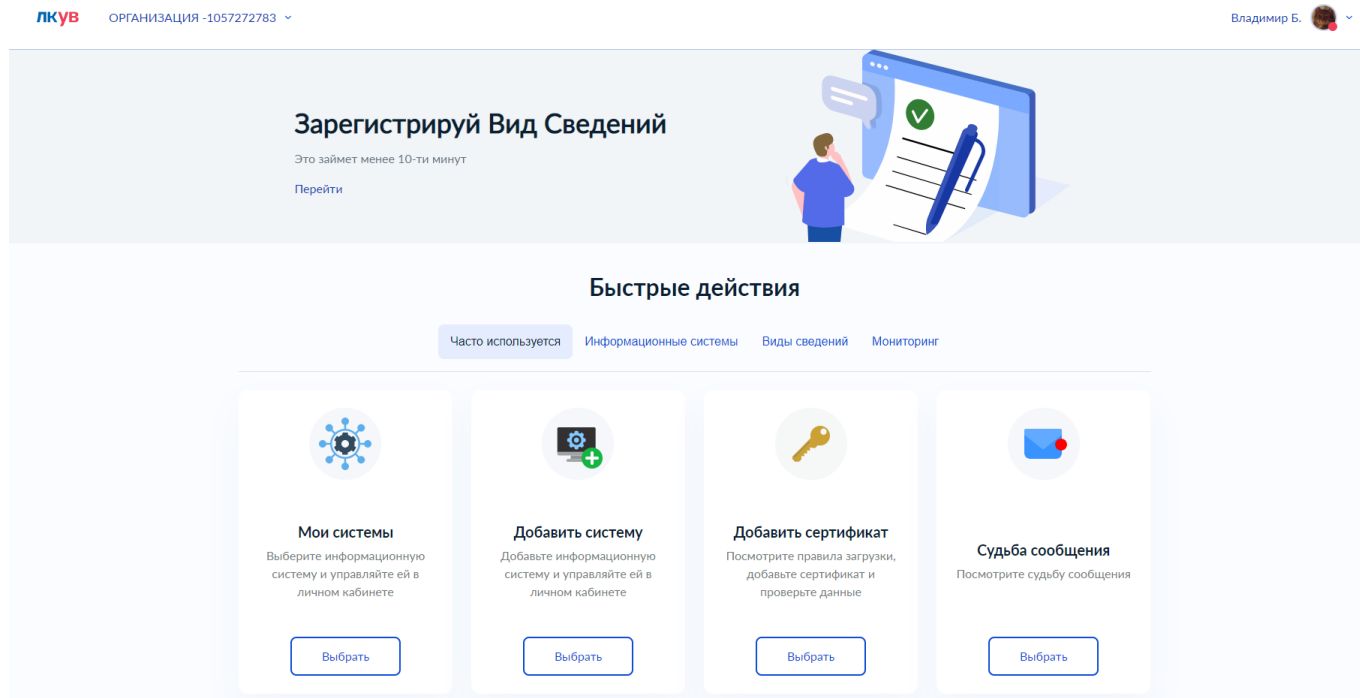 ЛКУВ ОРГАНИЗАЦИЯ -1057272783 Владимир Б.
Зарегистрируй Вид Сведений
Это займет менее 10-ти минут
Перейти
Быстрые действия
Часто используется Информационные системы Виды сведений Мониторинг
Мои системы
Выберите информационную
систему и управляйте ей в
личном кабинете
Выбрать
Добавить систему
Добавьте информационную
систему и управляйте ей в
личном кабинете
Выбрать
Добавить сертификат
Посмотрите правила загрузки,
добавьте сертификат и
проверьте данные
Выбрать
Судьба сообщения
Посмотрите судьбу сообщения
Выбрать